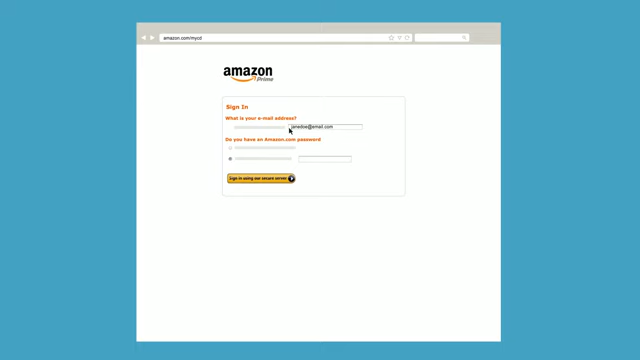 amazon.com/mycd
amazon
Prime
Sign In
What is your e-mail address?
janedoe@email.com
Do you have an Amazon.com password
Sign in using our secure server